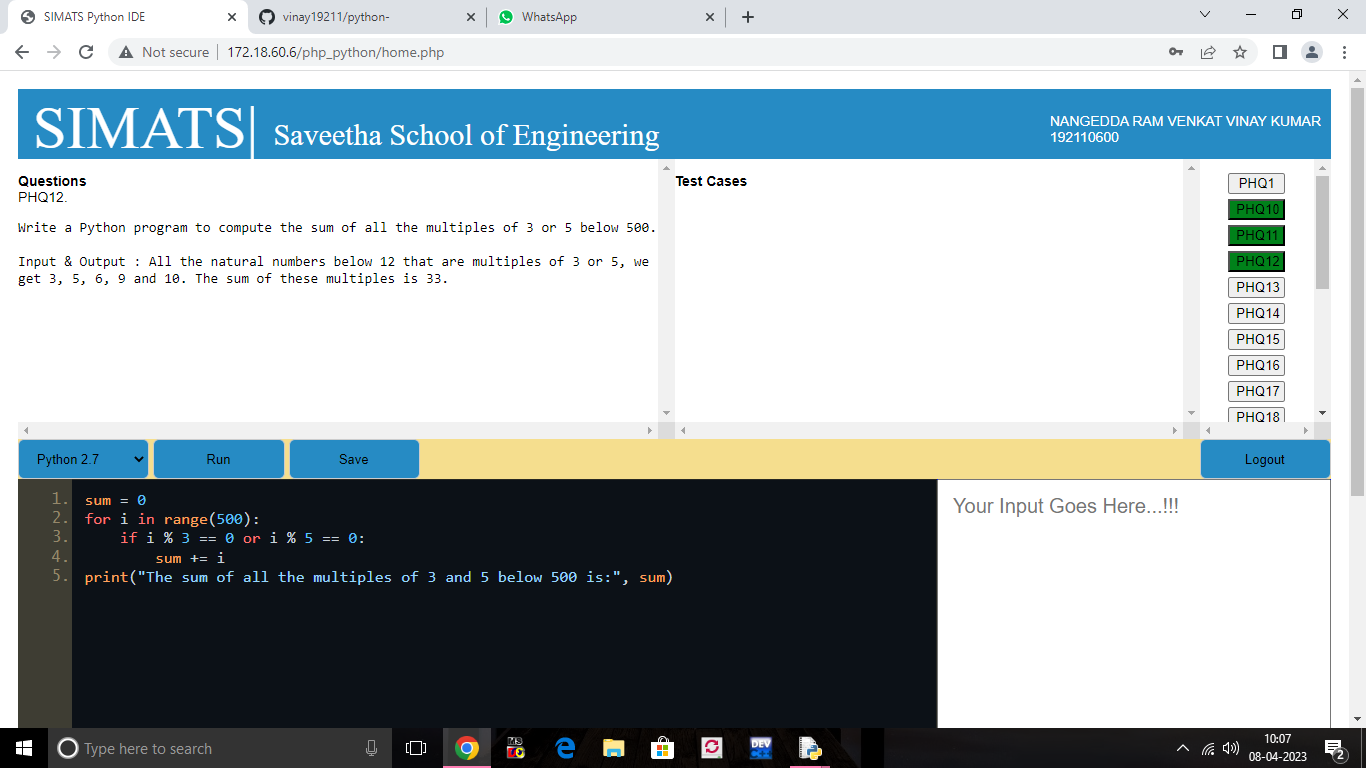 SIMATS Python IDE
vinay19211/python-
WhatsApp
Not secure
172.18.60.6/php_python/home.php
SIMATS|
Saveetha School of Engineering
NANGEDDA RAM VENKAT VINAY KUMAR
192110600
Questions
PHQ12.
Write a Python program to compute the sum of all the multiples of 3 or 5 below 500.
Input & Output : All the natural numbers below 12 that are multiples of 3 or 5, we
get 3, 5, 6, 9 and 10. The sum of these multiples is 33.
Test Cases
PHQ1
PHQ10
PHQ11
PHQ12
PHQ13
PHQ14
PHQ15
PHQ16
PHQ17
PHQ18
Python 2.7
Run
Save
Logout
1. sum = 0
2. for i in range(500):
3.     if i % 3 == 0 or i % 5 == 0:
4.         sum += i
5. print("The sum of all the multiples of 3 and 5 below 500 is:", sum)
Your Input Goes Here...!!!
Type here to search
MS
TC
DEV
10:07
08-04-2023
2